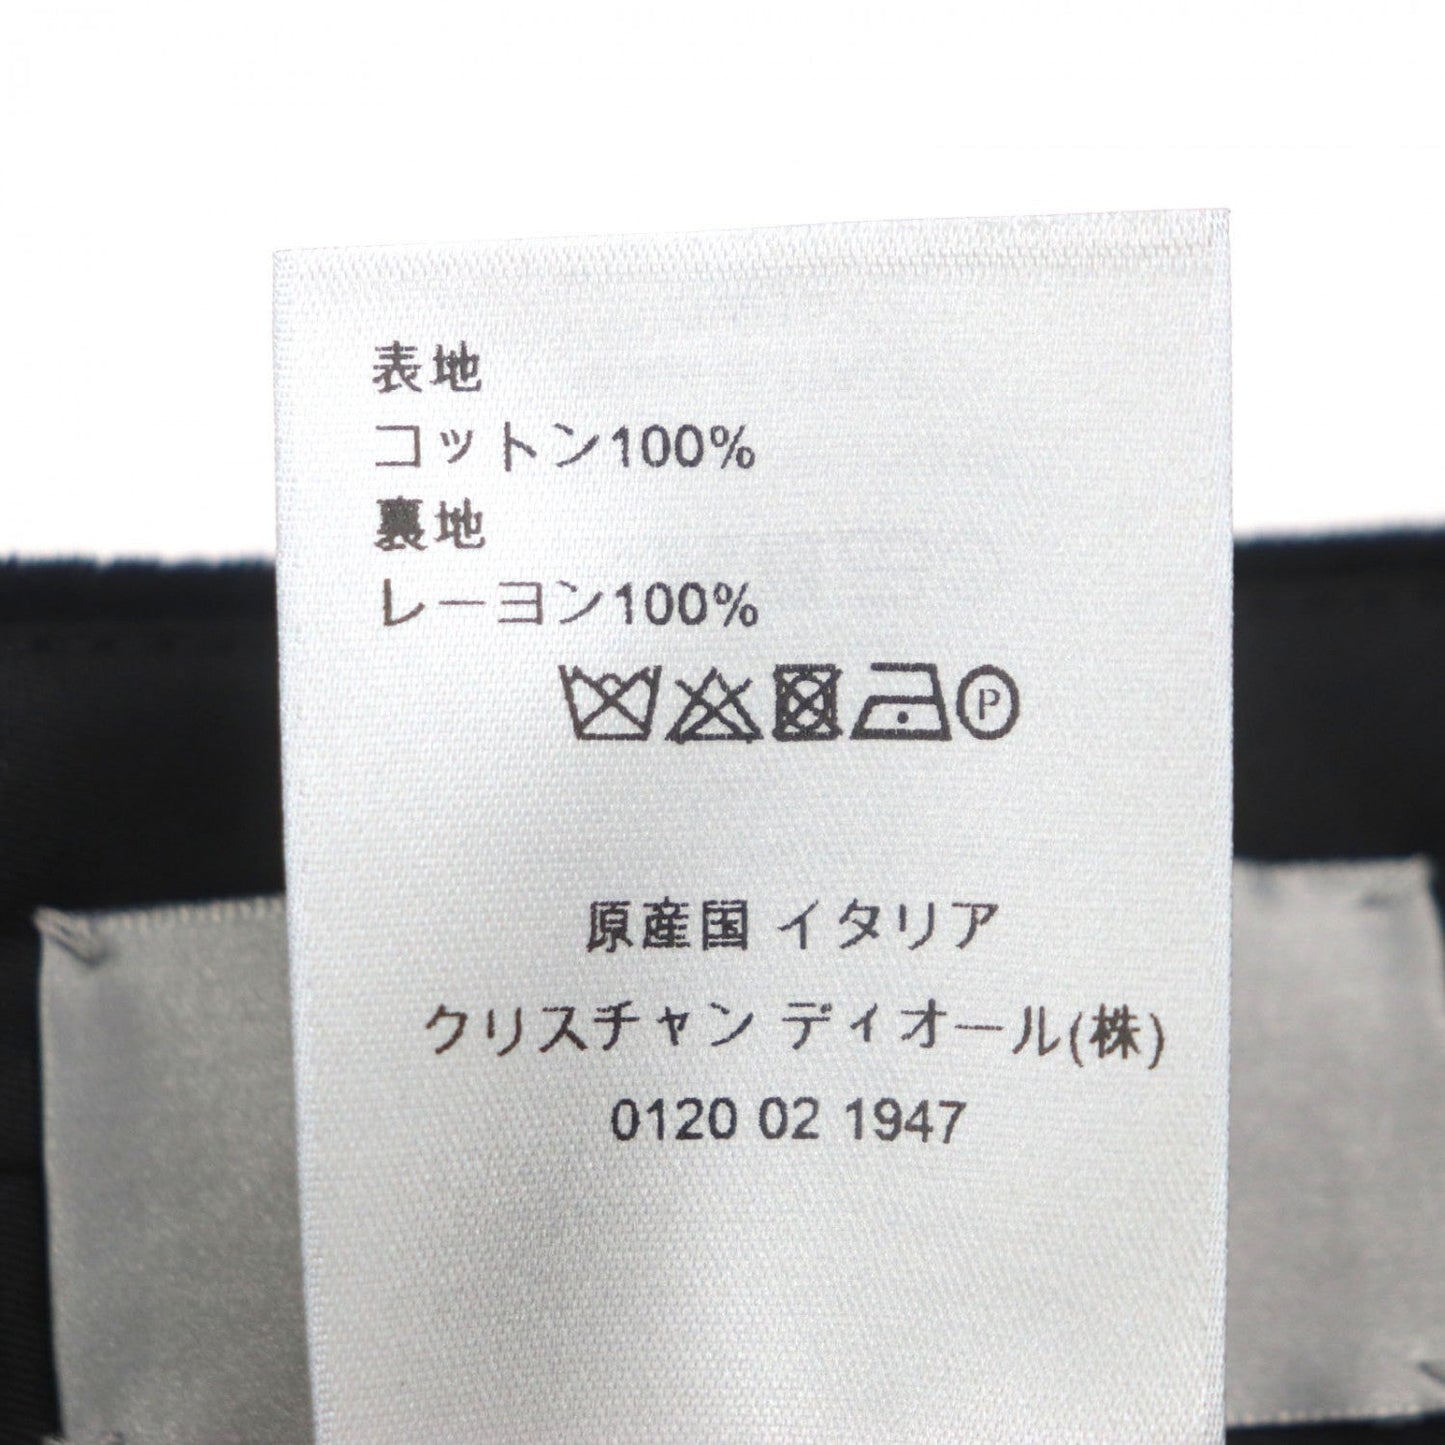 表地
コットン100%
裏地
レーヨン100%
P
原産国 イタリア
クリスチャン ディオール(株)
0120 02 1947